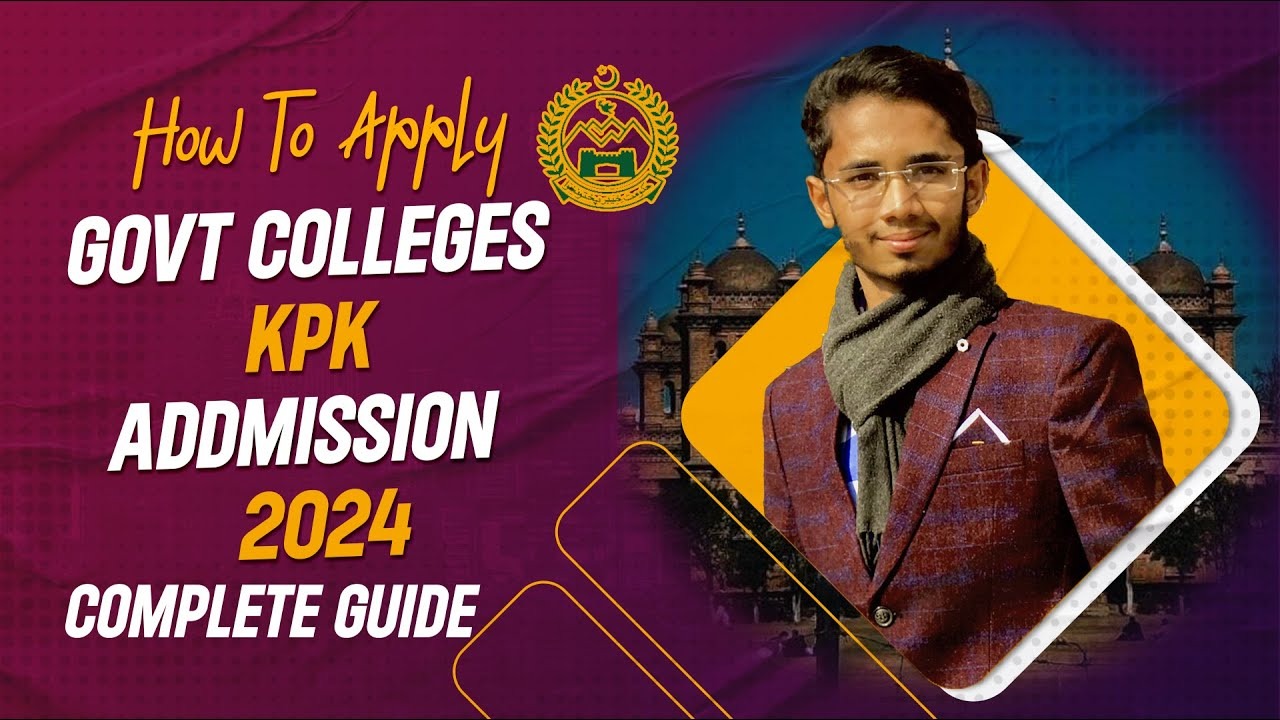 How To Apply
GOVT COLLEGES
KPK
ADDMISSION
2024
COMPLETE GUIDE